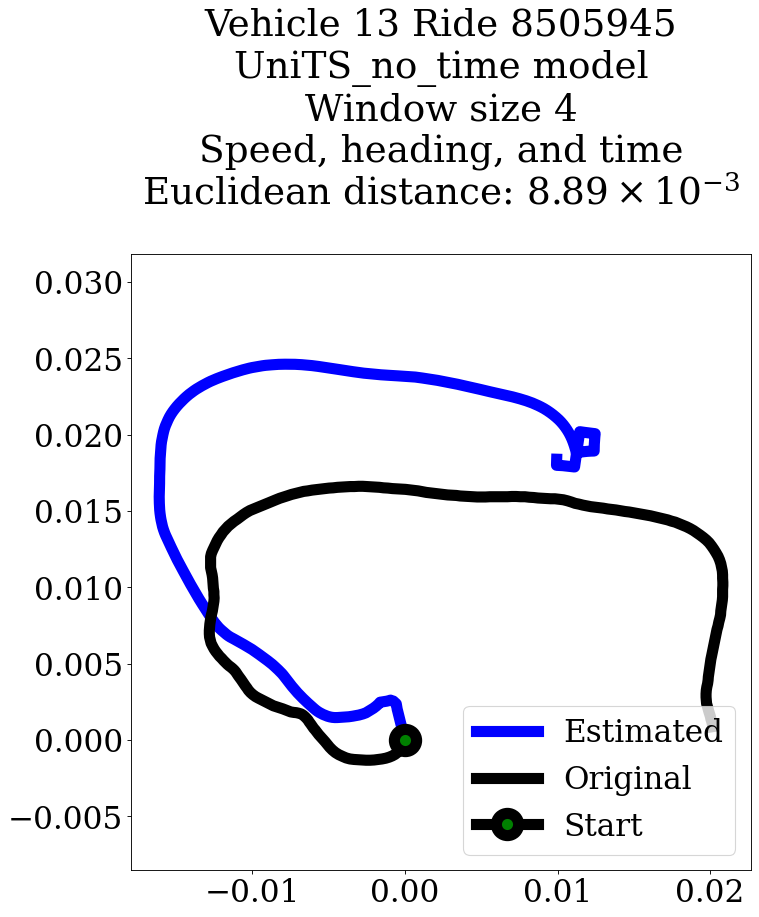 Vehicle 13 Ride 8505945
UniTS_no_time model
Window size 4
Speed, heading, and time
Euclidean distance: 8.89 × 10⁻³
0.030
0.025
0.020
0.015
0.010
0.005
0.000
−0.005
Estimated
Original
Start
−0.01 0.00 0.01 0.02